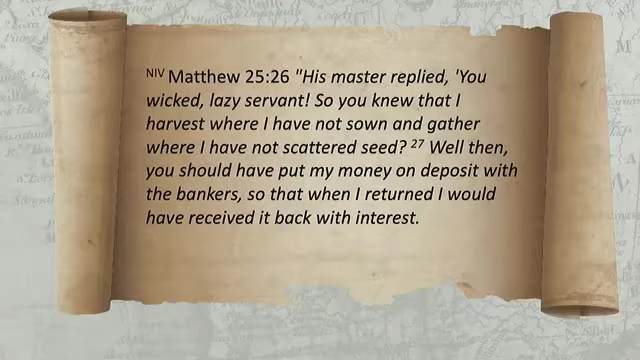 NIV Matthew 25:26 "His master replied, 'You
wicked, lazy servant! So you knew that I
harvest where I have not sown and gather
where I have not scattered seed? 27 Well then,
you should have put my money on deposit with
the bankers, so that when I returned I would
have received it back with interest.